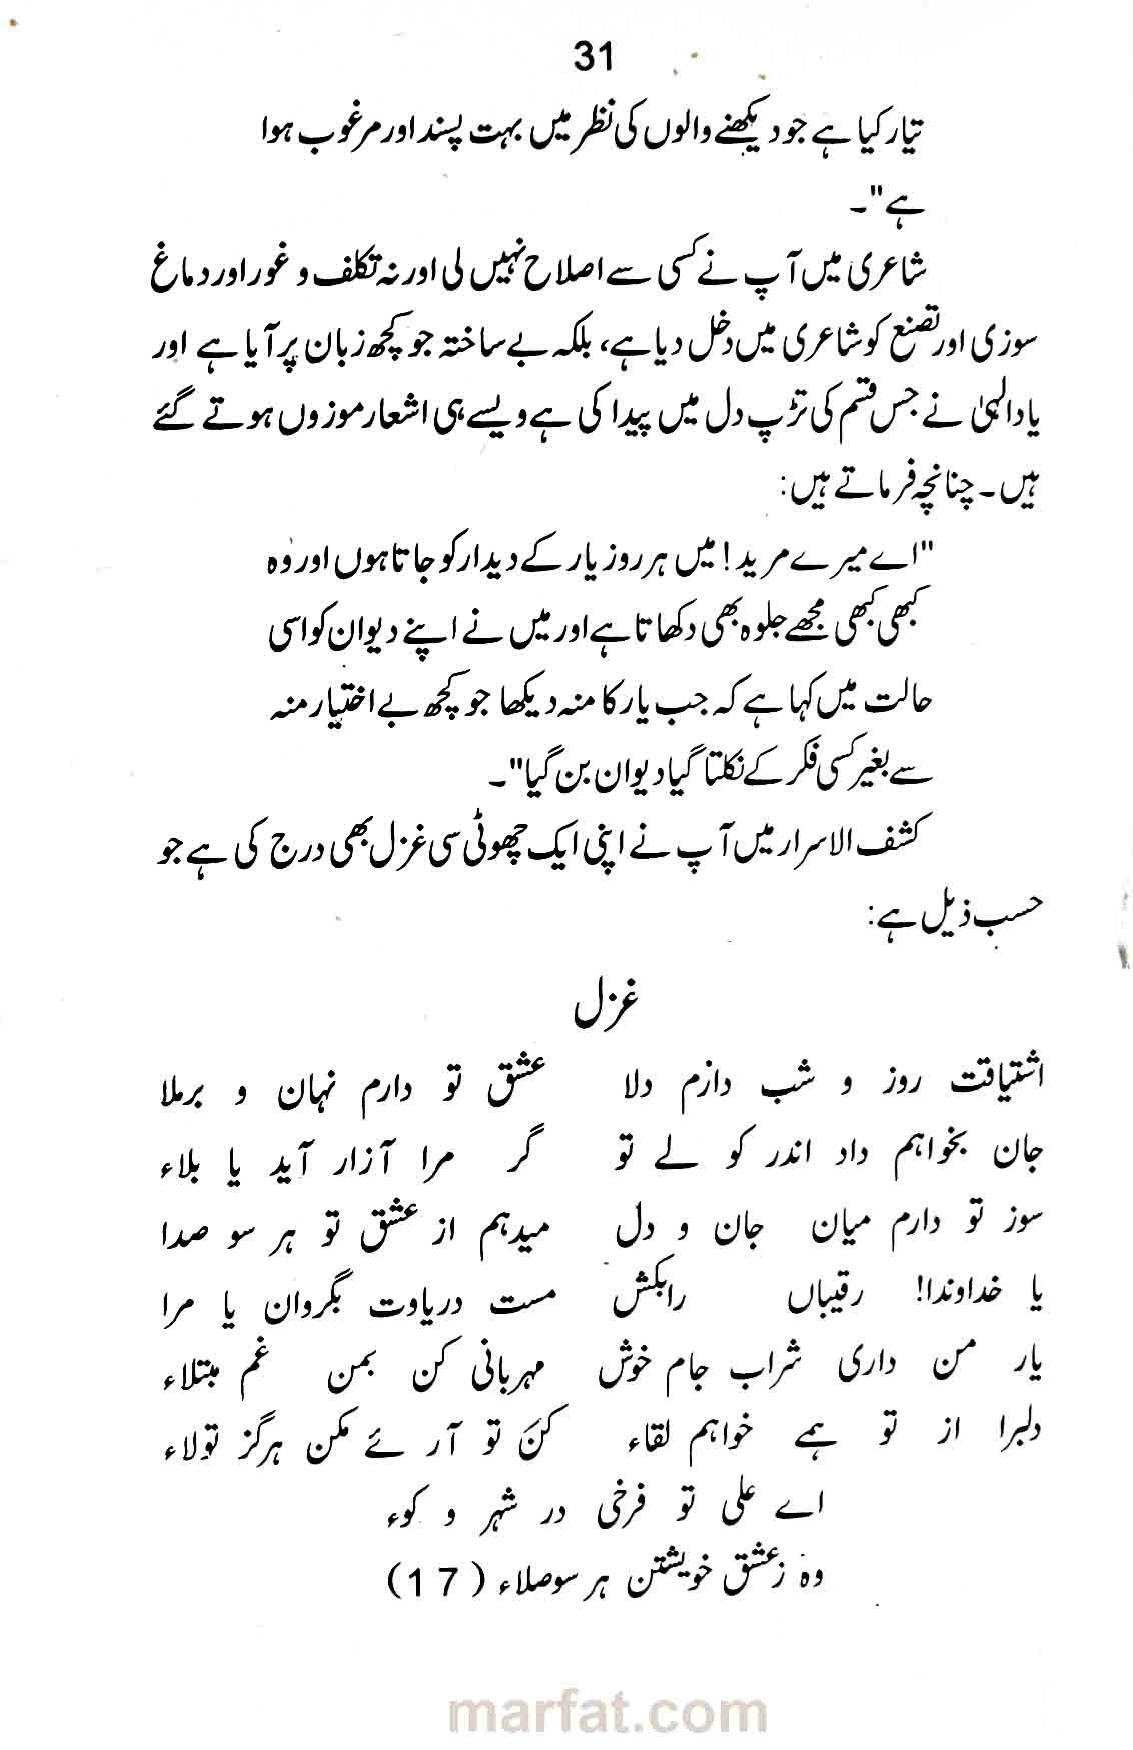 31
تیار کیا ہے جو دیکھنے والوں کی نظر میں بہت پسند اور مرغوب ہوا
ہے"۔
شاعری میں آپ نے کسی سے اصلاح نہیں لی اور نہ تکلف و غور اور دماغ
سوزی اور تصنع کو شاعری میں دخل دیا ہے، بلکہ بے ساختہ جو کچھ زبان پر آیا ہے اور
یاد الہیٰ نے جس قسم کی تڑپ دل میں پیدا کی ہے ویسے ہی اشعار موزوں ہوتے گئے
ہیں۔ چنانچہ فرماتے ہیں:
"اے میرے مرید! میں ہر روز یار کے دیدار کو جاتا ہوں اور وہ
کبھی کبھی مجھے جلوہ بھی دکھاتا ہے اور میں نے اپنے دیوان کو اسی
حالت میں کہا ہے کہ جب یار کا منہ دیکھا جو کچھ بے اختیار منہ
سے بغیر کسی فکر کے نکلتا گیا دیوان بن گیا"۔
کشف الاسرار میں آپ نے اپنی ایک چھوٹی سی غزل بھی درج کی ہے جو
حسب ذیل ہے:
غزل
اشتیاقت روز و شب دازم دلا عشق تو دارم نہان و برملا
جان بخواہم داد اندر کو لے تو گر مرا آزار آید یا بلاء
سوز تو دارم میان جان و دل میدہم از عشق تو ہر سو صدا
یا خداوندا! رقیباں رابکش مست دریاوت بگروان یا مرا
یار من داری شراب جام خوش مہربانی کن بمن غم مبتلاء
دلبرا از تو ہمے خواہم لقاء کن تو آرے مکن ہرگز تولاء
اے علی تو فرخی در شہر و کوء
وہ زعشق خویشتن ہر سوصلاء (17)
marfat.com